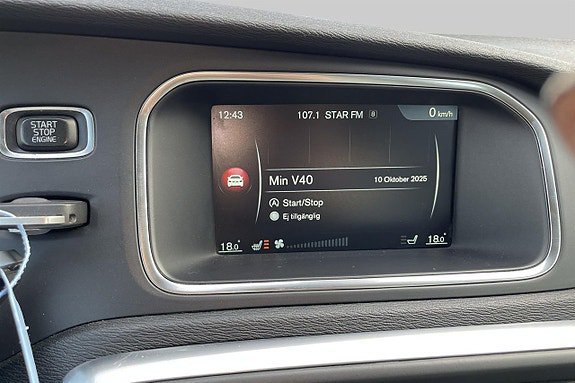 START
STOP
ENGINE
12:43 107.1 STAR FM 0 km/h
Min V40 10 Oktober 2025
A Start/Stop
Ej tillgänglig
18.0 18.0